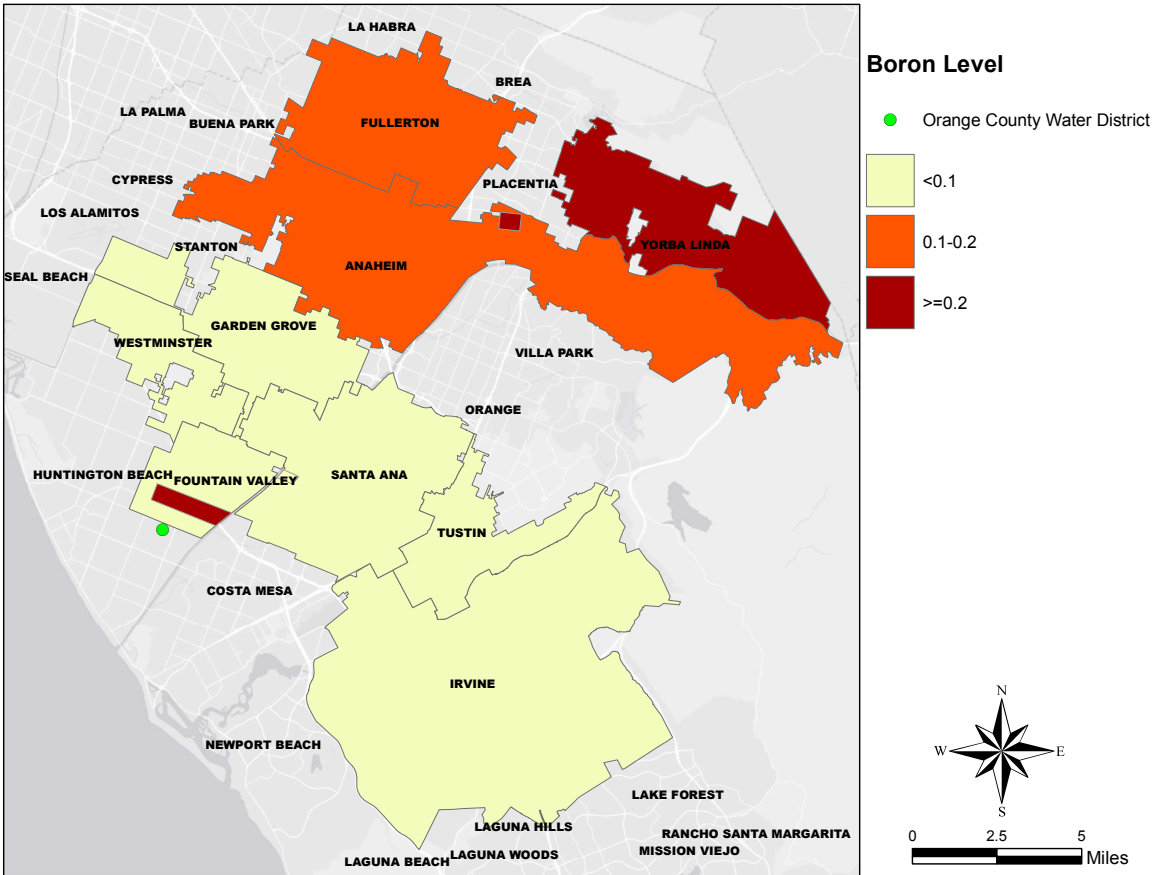 LA HABRA
BREA
LA PALMA
BUENA PARK
FULLERTON
CYPRESS
PLACENTIA
LOS ALAMITOS
STANTON
YORBA LINDA
ANAHEIM
SEAL BEACH
GARDEN GROVE
WESTMINSTER
VILLA PARK
ORANGE
HUNTINGTON BEACH
FOUNTAIN VALLEY
SANTA ANA
TUSTIN
COSTA MESA
IRVINE
NEWPORT BEACH
LAKE FOREST
LAGUNA HILLS
RANCHO SANTA MARGARITA
LAGUNA WOODS
MISSION VIEJO
LAGUNA BEACH
Boron Level
Orange County Water District
<0.1
0.1-0.2
>=0.2
N
W
E
S
0 2.5 5
Miles